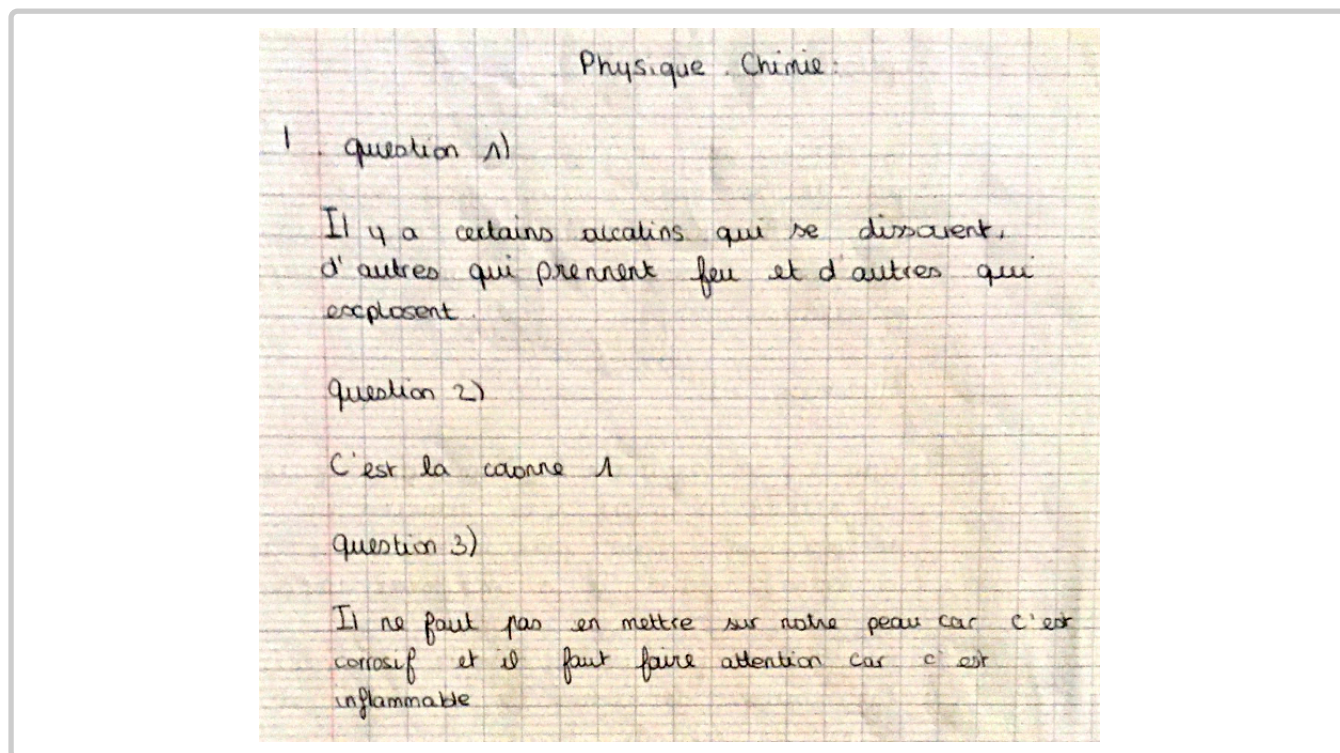 Physique Chimie :
1 question 1)
Il y a certains alcalins qui se dissolvent,
d'autres qui prennent feu et d'autres qui
explosent.
question 2)
C'est la colonne 1
question 3)
Il ne faut pas en mettre sur notre peau car c'est
corrosif et il faut faire attention car c'est
inflammable